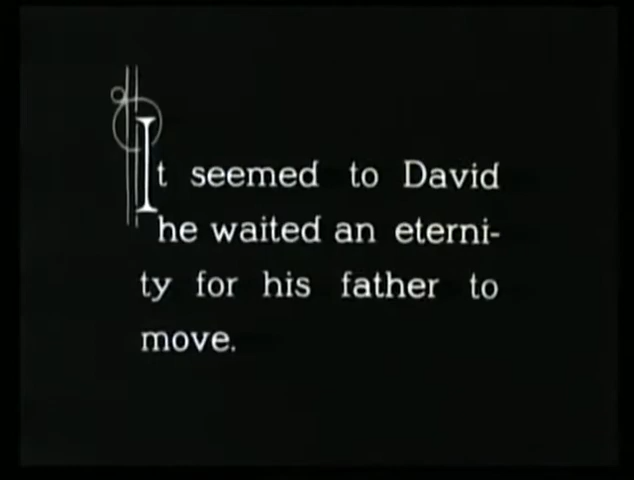 It seemed to David
he waited an eterni-
ty for his father to
move.